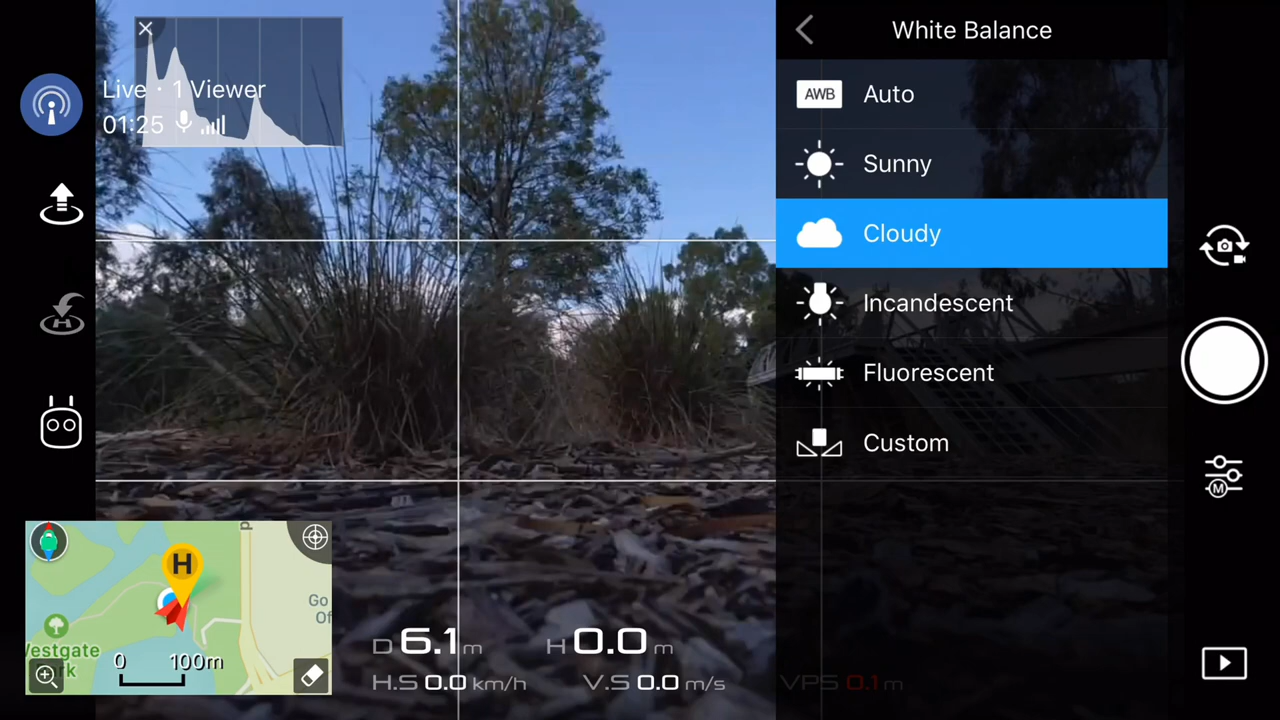 White Balance
Live · 1 Viewer
01:25
AWB Auto
Sunny
Cloudy
Incandescent
Fluorescent
Custom
M
H
H
Go
Of
Westgate
0 100m
D 6.1 m H 0.0 m
H.S 0.0 km/h V.S 0.0 m/s VPS 0.1 m